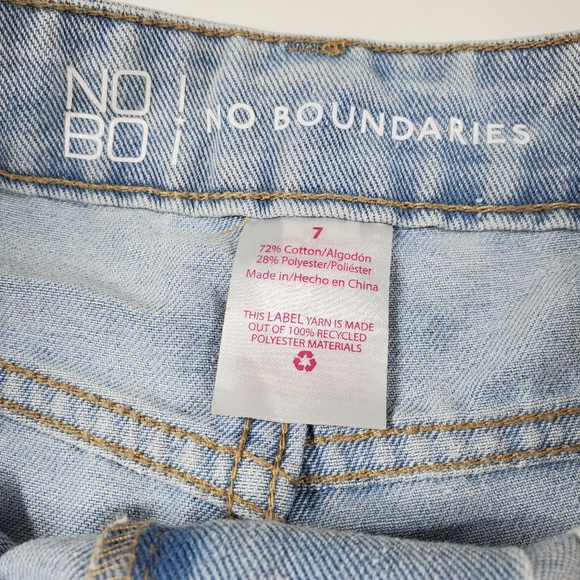 NO
BO
NO BOUNDARIES
7
72% Cotton/Algodón
28% Polyester/Poliéster
Made in/Hecho en China
THIS LABEL YARN IS MADE
OUT OF 100% RECYCLED
POLYESTER MATERIALS